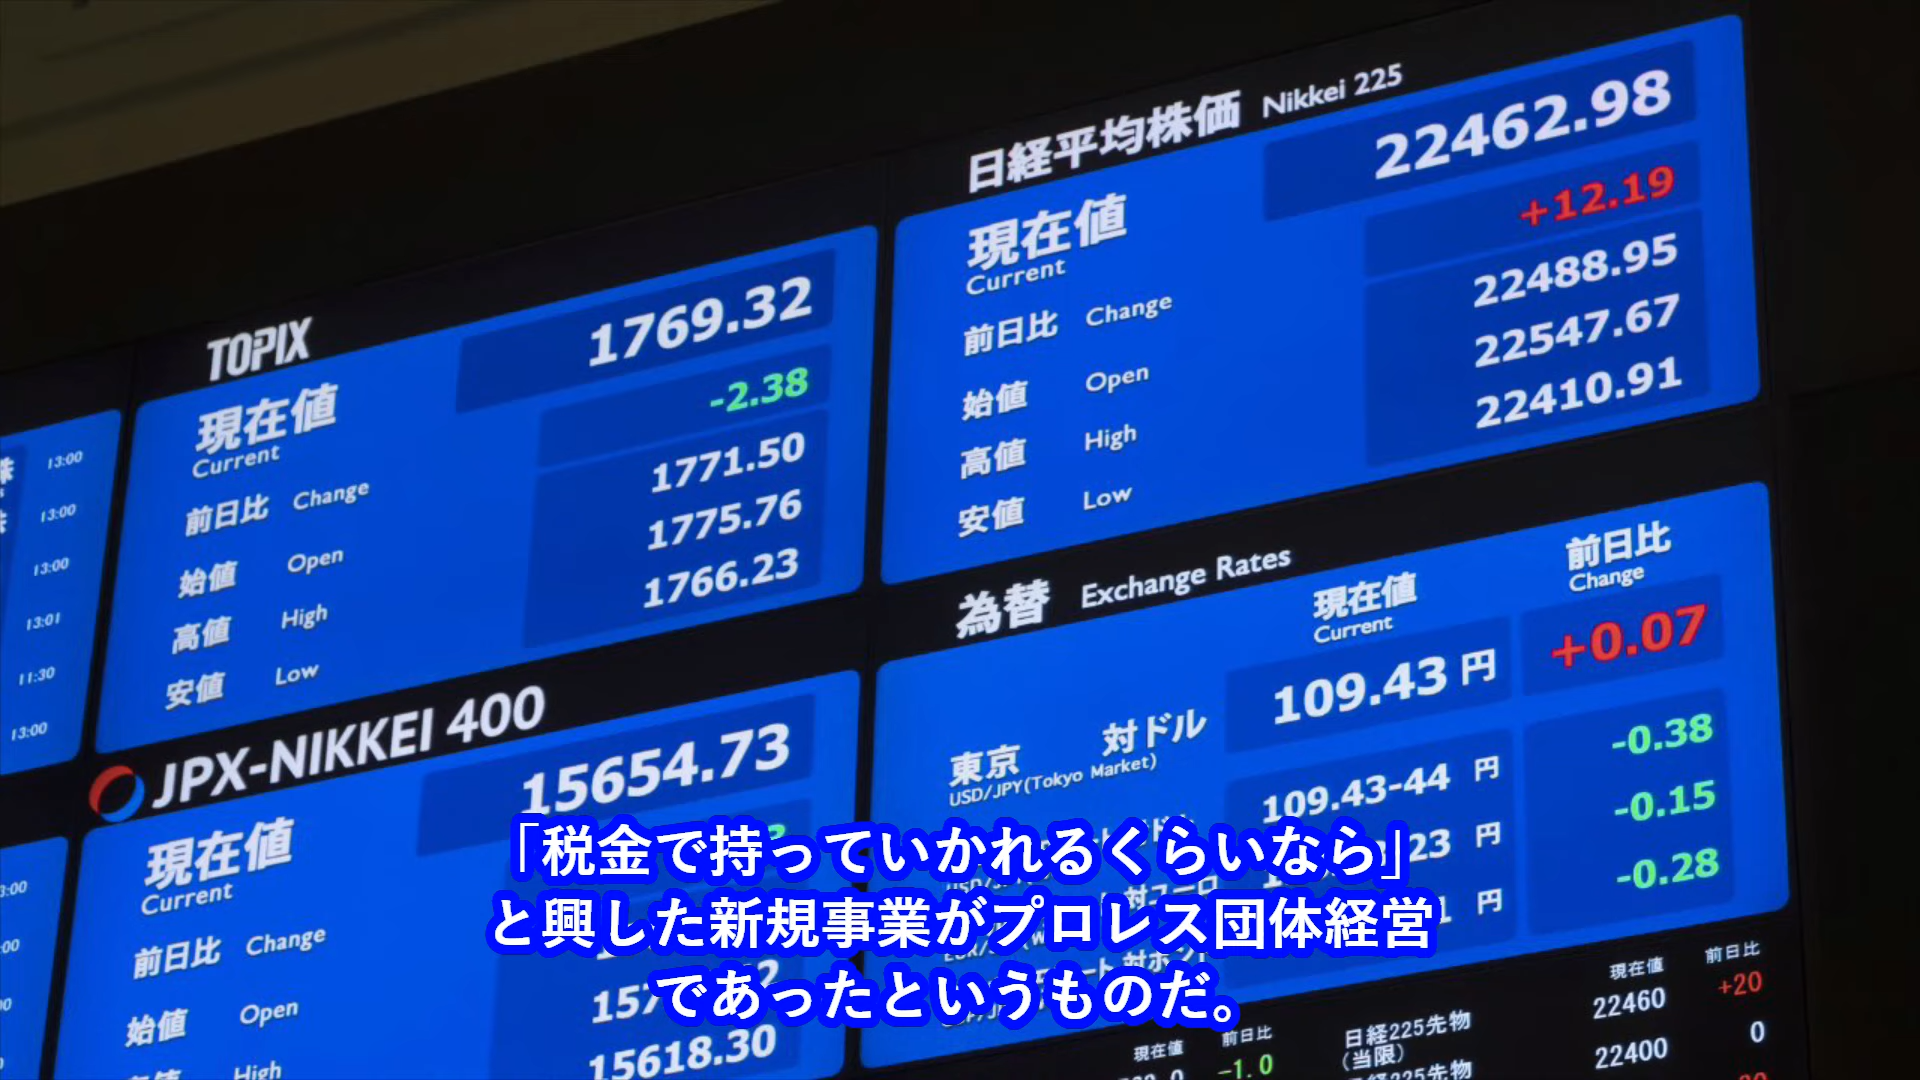 日経平均株価 Nikkei 225
現在値 22462.98
Current
+12.19
前日比 Change
22488.95
始値 Open
22547.67
高値 High
22410.91
安値 Low
TOPIX
現在値 1769.32
Current
-2.38
前日比 Change
1771.50
始値 Open
1775.76
高値 High
1766.23
安値 Low
13:00
13:00
13:00
13:01
11:30
13:00
JPX-NIKKEI 400
現在値 15654.73
Current
前日比 Change
始値 Open
15618.30
High
為替 Exchange Rates
現在値 前日比
Current Change
東京 対ドル 109.43 円 +0.07
USD/JPY(Tokyo Market)
109.43-44 円 -0.38
円 -0.15
円 -0.28
現在値 前日比
-1.0
現在値 前日比
日経225先物 22460 +20
(当限)
22400 0
「税金で持っていかれるくらいなら」
と興した新規事業がプロレス団体経営
であったというものだ。